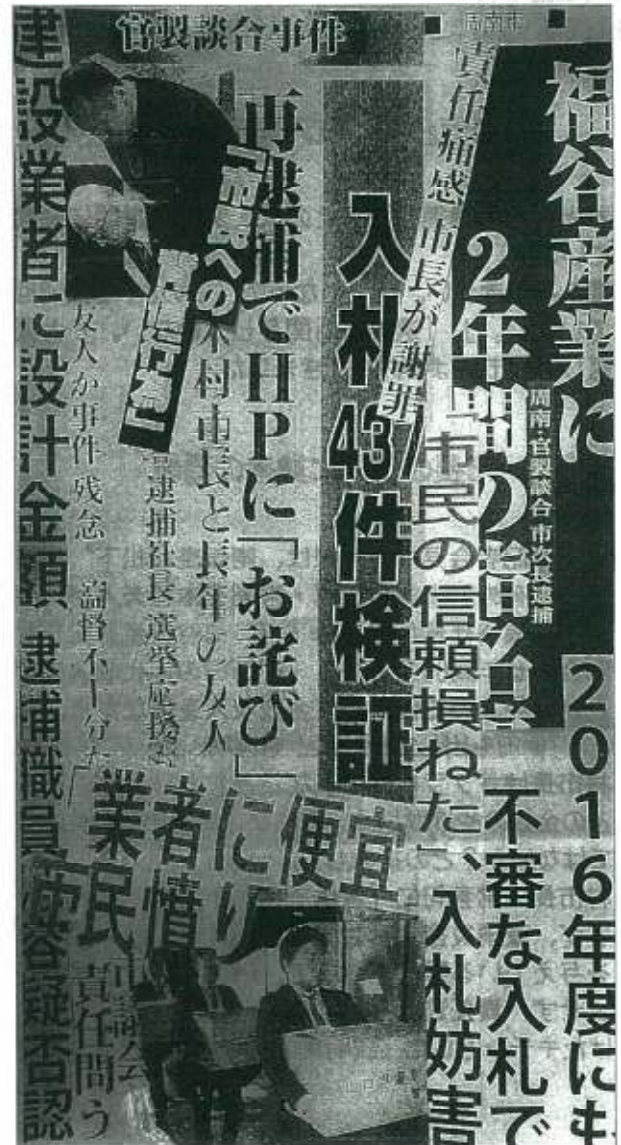 周南市
官製談合事件
福谷産業に
2年間の指名
周南・官製談合 市次長逮捕
責任痛感 市長が謝罪
入札437件検証
再逮捕でHPに「お詫び」
「市民への
背信行為」
木村市長と長年の友人
逮捕社長 選挙応援
友人が事件 残念 監督不十分
建設業者に設計金額 逮捕職員
容疑否認
2016年度にも
不審な入札で
「市民の信頼損ねた」、入札妨害
「業者に便宜
市民憤り
市議会
責任問う